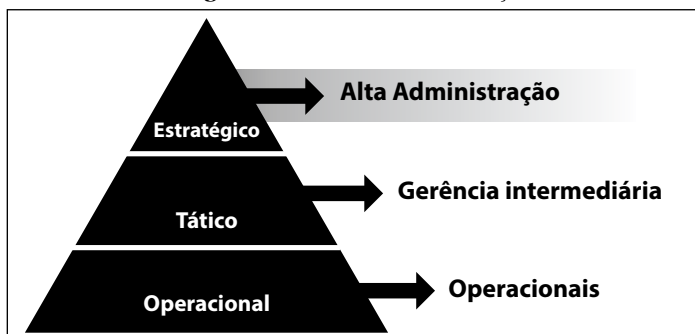 Estratégico
Alta Administração
Tático
Gerência intermediária
Operacional
Operacionais